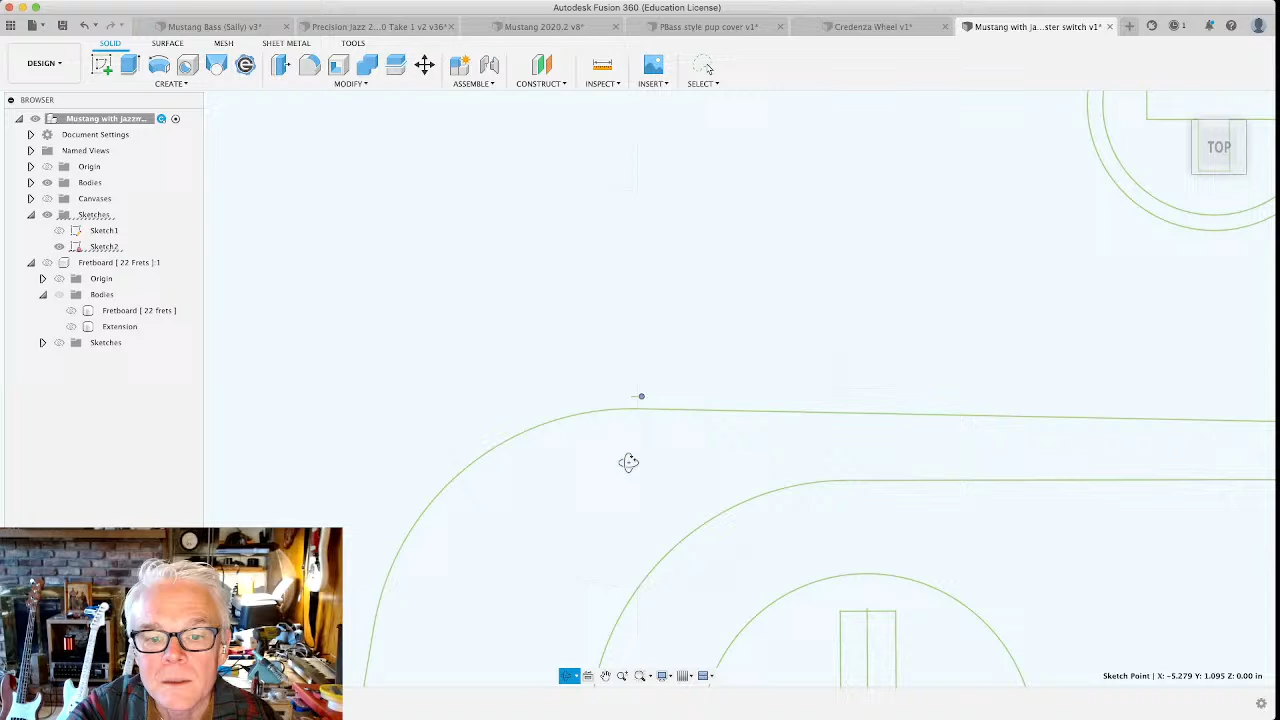 Autodesk Fusion 360 (Education License)
Mustang Bass (Sally) v3*
Precision Jazz 2....0 Take 1 v2 v36*
Mustang 2020.2 v8*
PBass style pup cover v1*
Credenza Wheel v1*
Mustang with ja...ster switch v1*
1
SOLID
SURFACE
MESH
SHEET METAL
TOOLS
DESIGN
CREATE
MODIFY
ASSEMBLE
CONSTRUCT
INSPECT
INSERT
SELECT
BROWSER
Mustang with jazzm...
Document Settings
Named Views
Origin
Bodies
Canvases
Sketches
Sketch1
Sketch2
Fretboard [ 22 Frets ]:1
Origin
Bodies
Fretboard [ 22 frets ]
Extension
Sketches
TOP
Sketch Point | X: -5.279 Y: 1.095 Z: 0.00 in